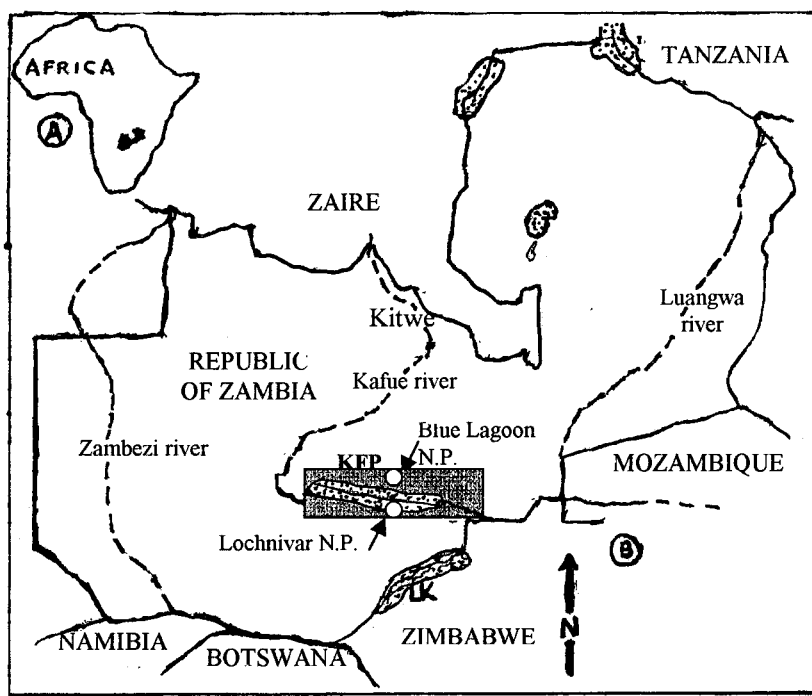 AFRICA
A
TANZANIA
ZAIRE
Luangwa
river
Kitwe
REPUBLIC
OF ZAMBIA
Kafue river
Zambezi river
Blue Lagoon
N.P.
KFP
MOZAMBIQUE
Lochnivar N.P.
B
LK
N
NAMIBIA
BOTSWANA
ZIMBABWE